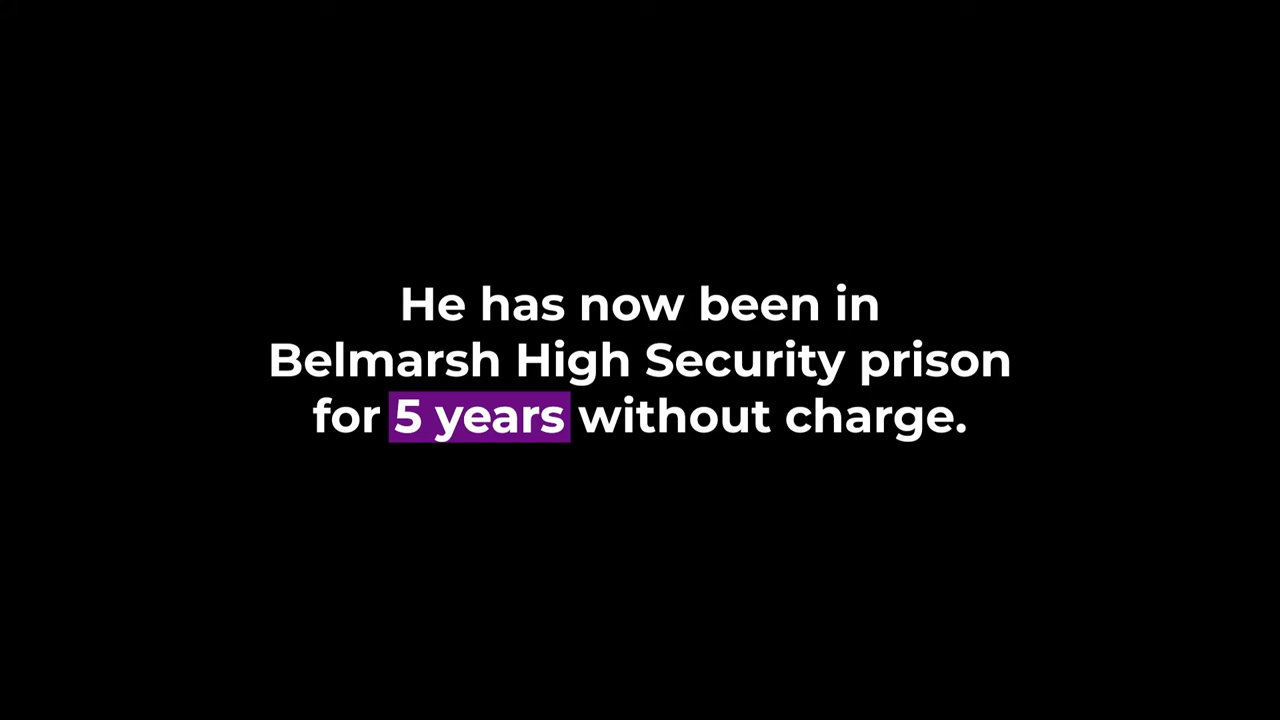 He has now been in
Belmarsh High Security prison
for 5 years without charge.